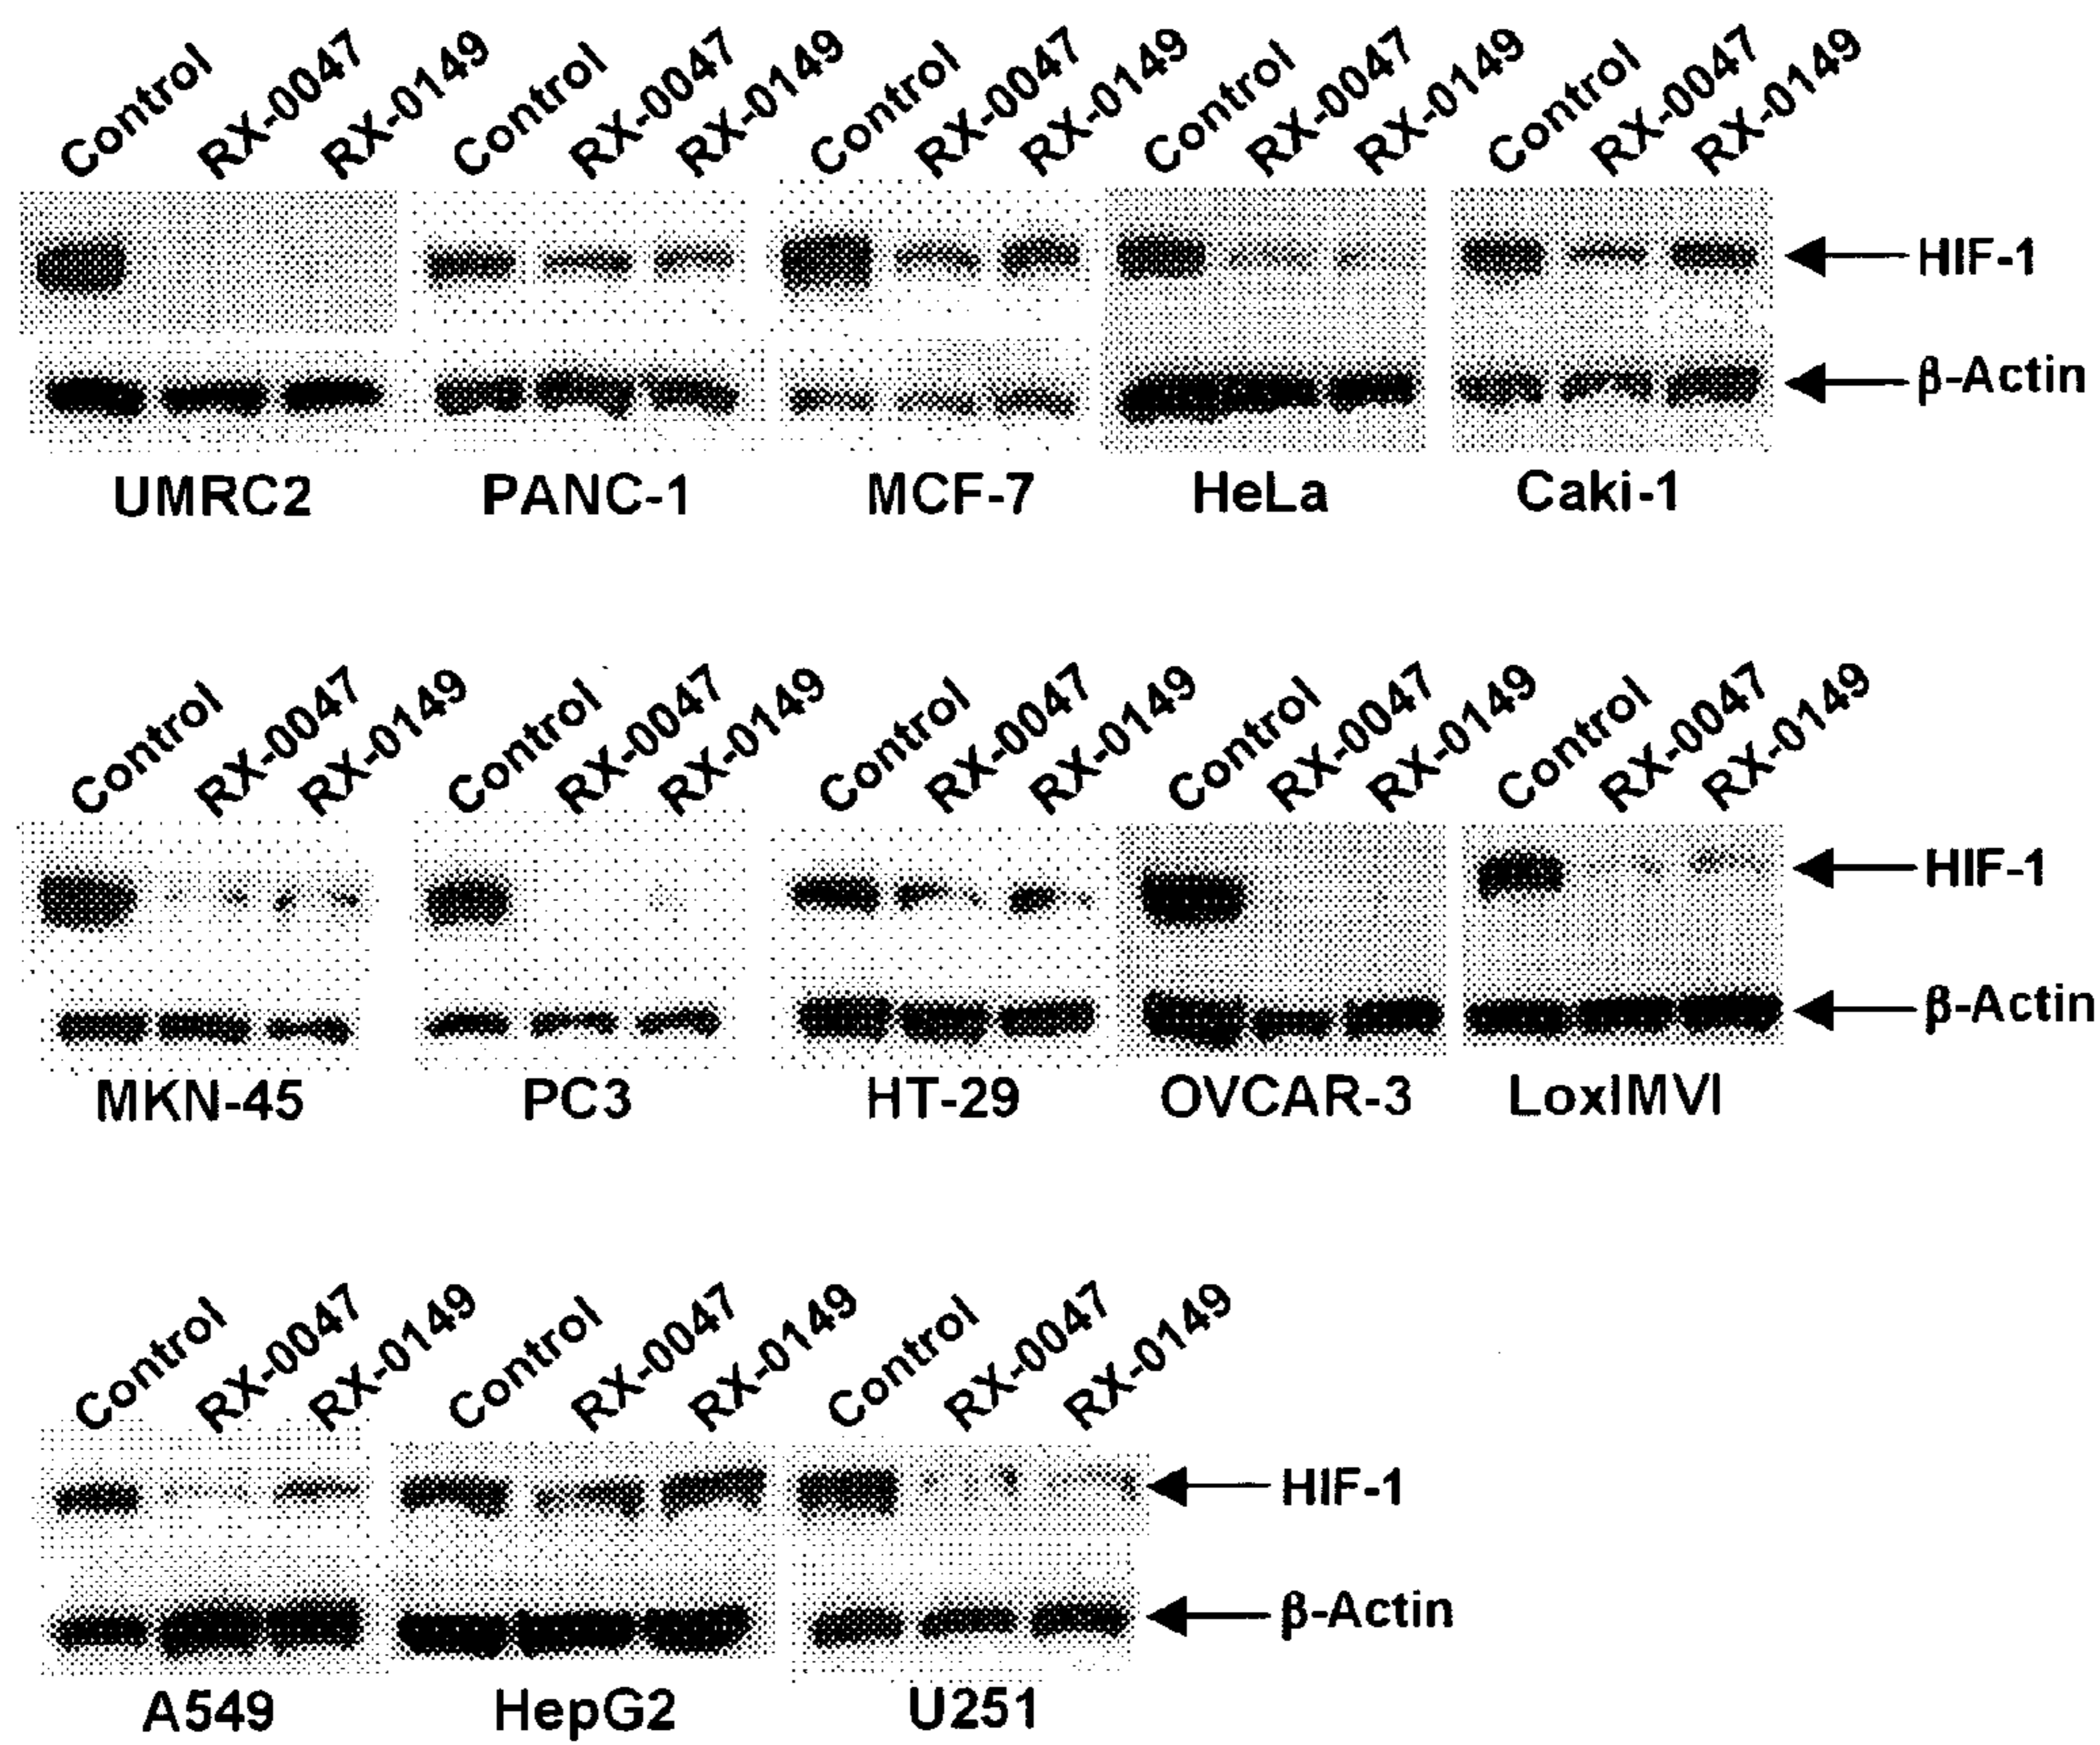 Control RX-0047 RX-0149 Control RX-0047 RX-0149 Control RX-0047 RX-0149 Control RX-0047 RX-0149 Control RX-0047 RX-0149
HIF-1
β-Actin
UMRC2 PANC-1 MCF-7 HeLa Caki-1
Control RX-0047 RX-0149 Control RX-0047 RX-0149 Control RX-0047 RX-0149 Control RX-0047 RX-0149 Control RX-0047 RX-0149
HIF-1
β-Actin
MKN-45 PC3 HT-29 OVCAR-3 LoxIMVI
Control RX-0047 RX-0149 Control RX-0047 RX-0149 Control RX-0047 RX-0149
HIF-1
β-Actin
A549 HepG2 U251